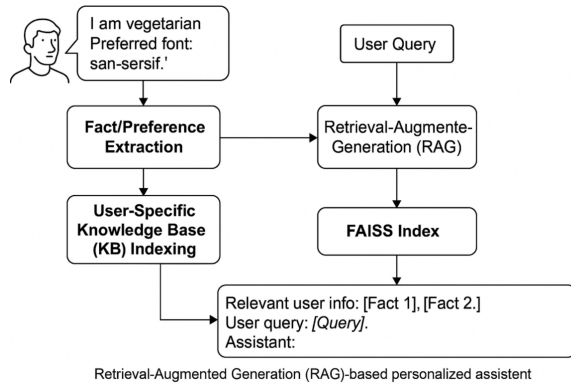 I am vegetarian
Preferred font:
san-sersif.'
User Query
Fact/Preference
Extraction
Retrieval-Augmente-
Generation (RAG)
User-Specific
Knowledge Base
(KB) Indexing
FAISS Index
Relevant user info: [Fact 1], [Fact 2.]
User query: [Query].
Assistant:
Retrieval-Augmented Generation (RAG)-based personalized assistent